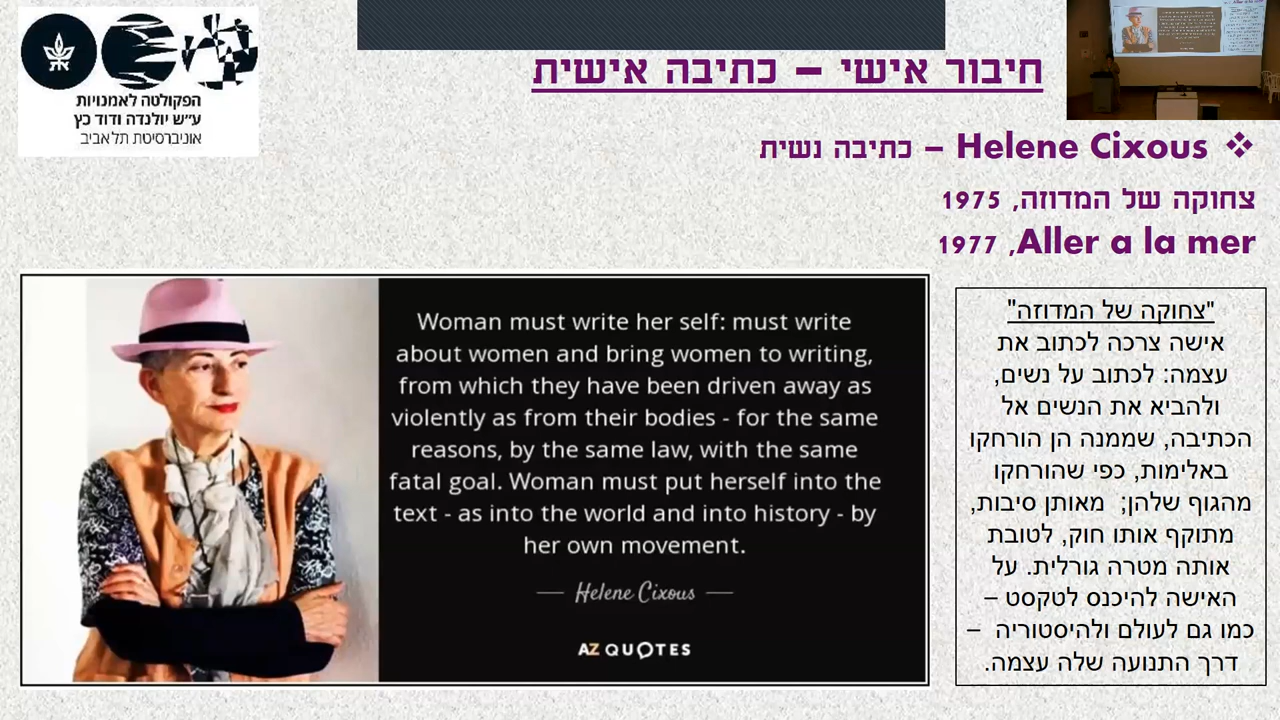 הפקולטה לאמנויות
ע״ש יולנדה ודוד כץ
אוניברסיטת תל אביב
חיבור אישי – כתיבה אישית
❖ Helene Cixous – כתיבה נשית
צחוקה של המדוזה, 1975
Aller a la mer, 1977
Woman must write her self: must write
about women and bring women to writing,
from which they have been driven away as
violently as from their bodies - for the same
reasons, by the same law, with the same
fatal goal. Woman must put herself into the
text - as into the world and into history - by
her own movement.
— Helene Cixous —
AZ QUOTES
"צחוקה של המדוזה"
אישה צרכה לכתוב את
עצמה: לכתוב על נשים,
ולהביא את הנשים אל
הכתיבה, שממנה הן הורחקו
באלימות, כפי שהורחקו
מהגוף שלהן;  מאותן סיבות,
מתוקף אותו חוק, לטובת
אותה מטרה גורלית. על
האישה להיכנס לטקסט –
כמו גם לעולם ולהיסטוריה  –
דרך התנועה שלה עצמה.